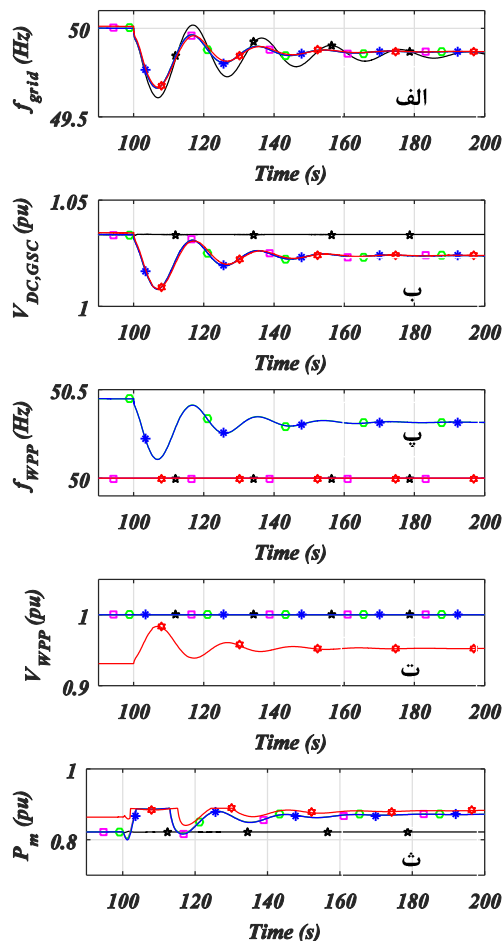 50
49.5
f_grid (Hz)
الف
100 120 140 160 180 200
Time (s)
1.05
1
V_DC,GSC (pu)
ب
100 120 140 160 180 200
Time (s)
50.5
50
f_WPP (Hz)
پ
100 120 140 160 180 200
Time (s)
1
0.9
V_WPP (pu)
ت
100 120 140 160 180 200
Time (s)
1
0.8
P_m (pu)
ث
100 120 140 160 180 200
Time (s)